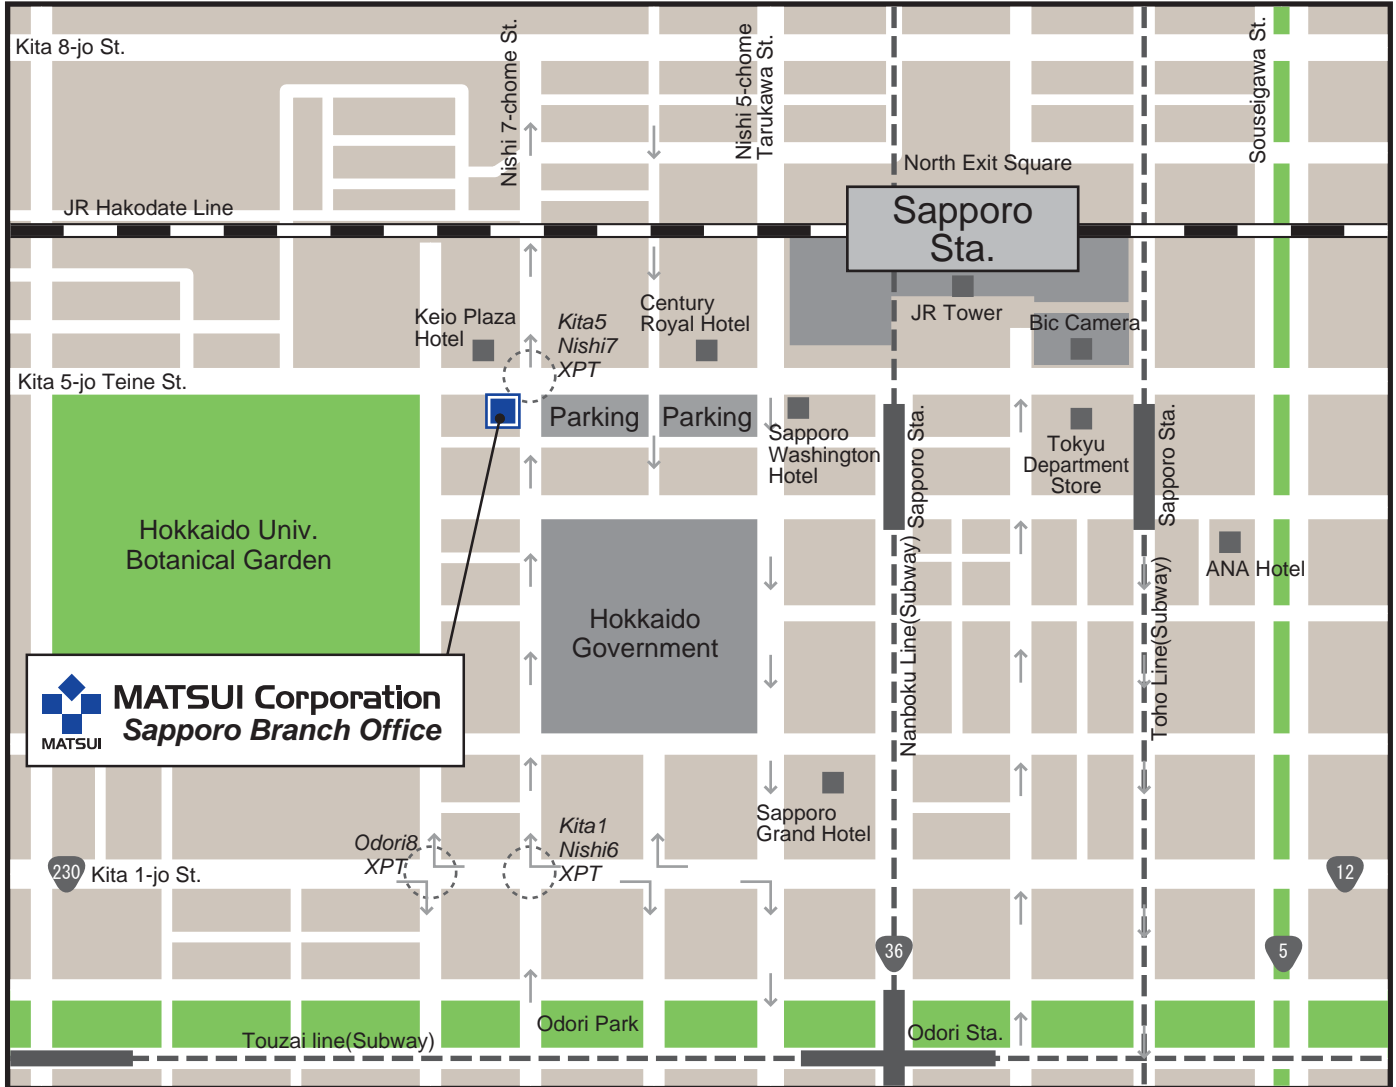 Kita 8-jo St.
Nishi 7-chome St.
Nishi 5-chome
Tarukawa St.
Souseigawa St.
North Exit Square
JR Hakodate Line
Sapporo
Sta.
Keio Plaza
Hotel
Kita5
Nishi7
XPT
Century
Royal Hotel
JR Tower
Bic Camera
Kita 5-jo Teine St.
Parking
Parking
Sapporo
Washington
Hotel
Sapporo Sta.
Tokyu
Department
Store
Sapporo Sta.
Hokkaido Univ.
Botanical Garden
ANA Hotel
Hokkaido
Government
Nanboku Line(Subway)
Toho Line(Subway)
MATSUI
MATSUI Corporation
Sapporo Branch Office
Sapporo
Grand Hotel
Odori8
XPT
Kita1
Nishi6
XPT
230
Kita 1-jo St.
12
36
5
Odori Park
Odori Sta.
Touzai line(Subway)